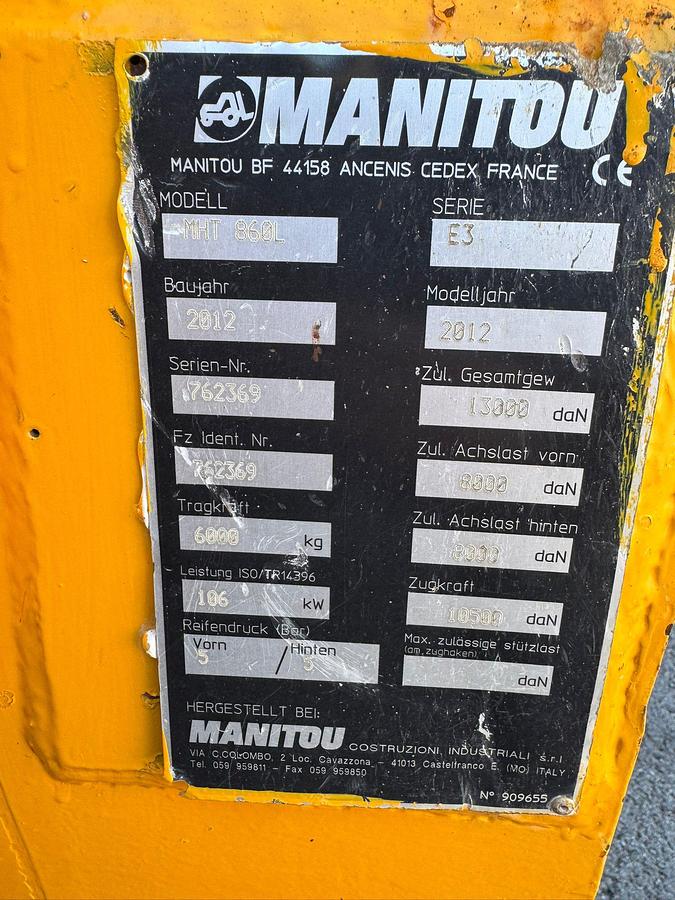 MANITOU
MANITOU BF 44158 ANCENIS CEDEX FRANCE CE
MODELL
MHT 860L
SERIE
E3
Baujahr
2012
Modelljahr
2012
Serien-Nr.
762369
Zul. Gesamtgew
13000 daN
Fz Ident. Nr.
762369
Zul. Achslast vorn
8000 daN
Tragkraft
6000 kg
Zul. Achslast hinten
8000 daN
Leistung ISO/TR14396
106 kW
Zugkraft
10500 daN
Reifendruck (Bar)
Vorn / Hinten
5 5
Max. zulässige stützlast
(am, zughaken)
daN
HERGESTELLT BEI:
MANITOU COSTRUZIONI INDUSTRIALI s.r.l
VIA C.COLOMBO, 2 Loc. Cavazzona - 41013 Castelfranco E. (MO) ITALY
Tel. 059 959811 - Fax 059 959850
N° 909655